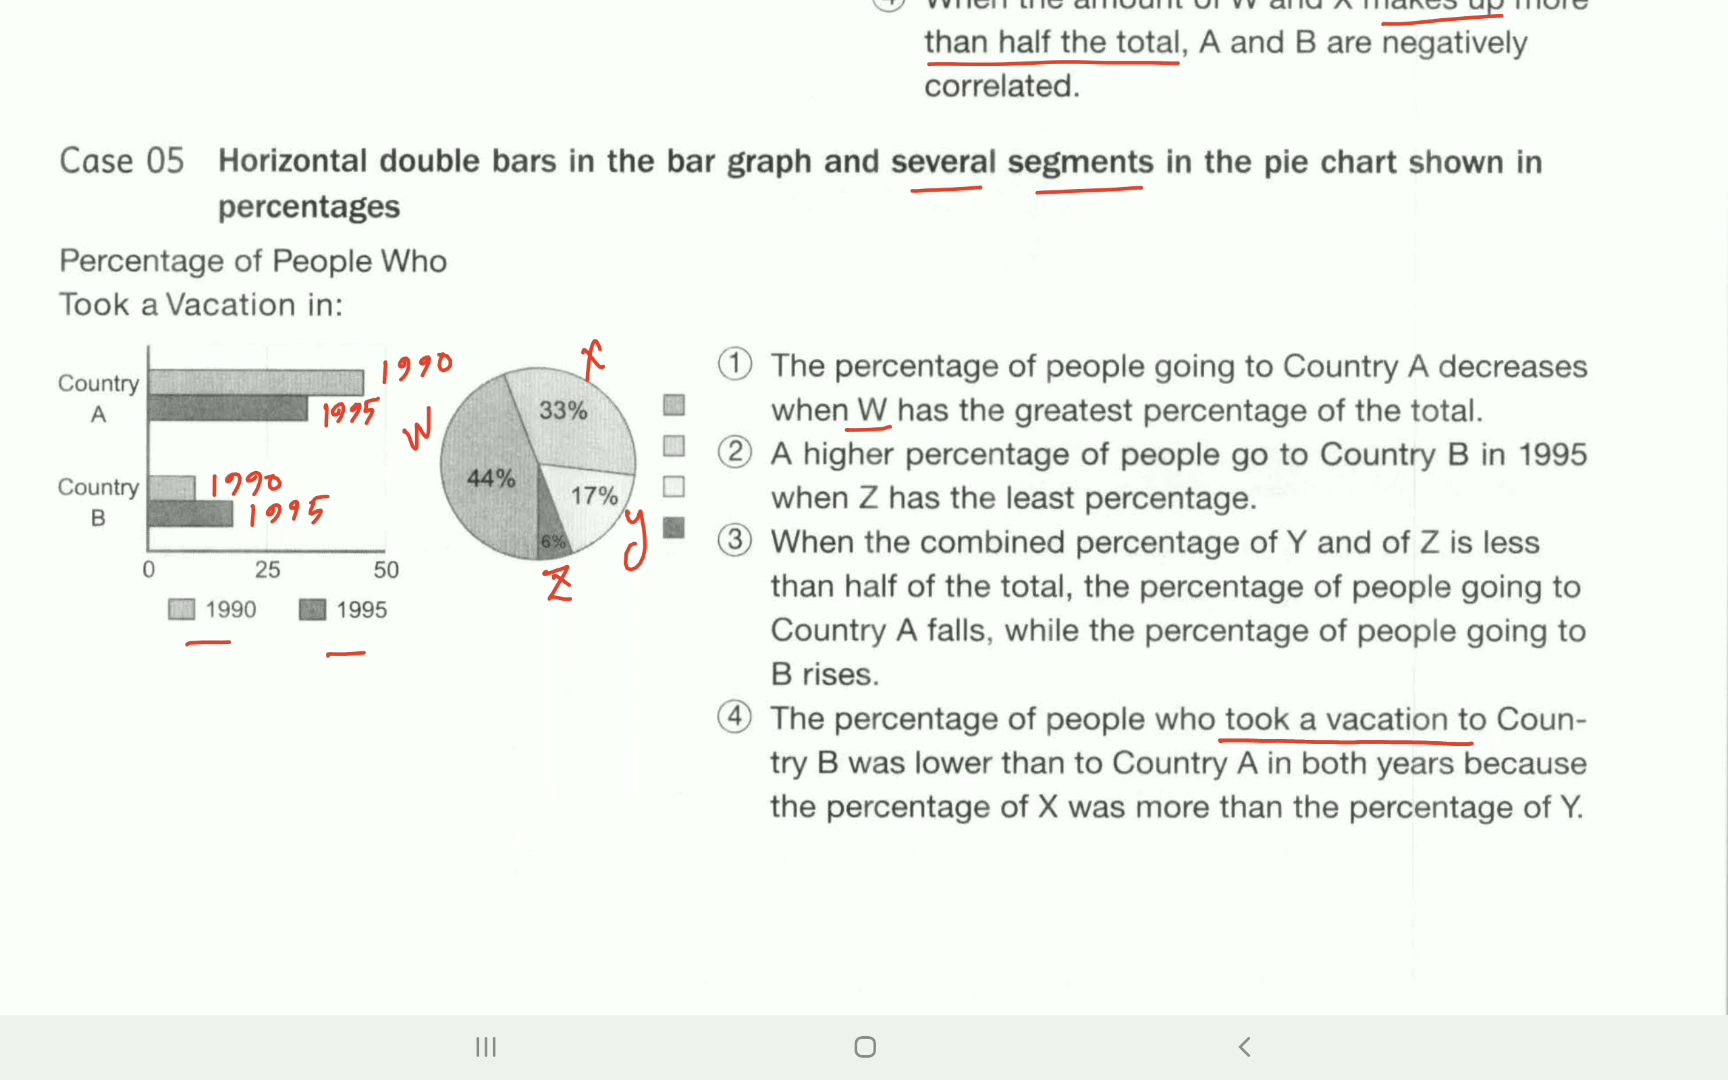 than half the total, A and B are negatively
correlated.
Case 05 Horizontal double bars in the bar graph and several segments in the pie chart shown in
percentages
Percentage of People Who
Took a Vacation in:
Country
A
1990
1995
Country
B
1990
1995
0 25 50
1990 1995
X
W
33%
44%
17%
6%
y
Z
① The percentage of people going to Country A decreases
when W has the greatest percentage of the total.
② A higher percentage of people go to Country B in 1995
when Z has the least percentage.
③ When the combined percentage of Y and of Z is less
than half of the total, the percentage of people going to
Country A falls, while the percentage of people going to
B rises.
④ The percentage of people who took a vacation to Coun-
try B was lower than to Country A in both years because
the percentage of X was more than the percentage of Y.